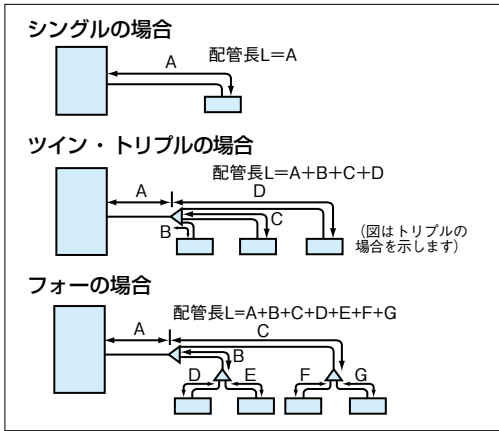 シングルの場合
配管長L=A
A
ツイン・トリプルの場合
配管長L=A+B+C+D
A
D
C
B
(図はトリプルの
場合を示します)
フォーの場合
配管長L=A+B+C+D+E+F+G
A
C
B
D
E
F
G